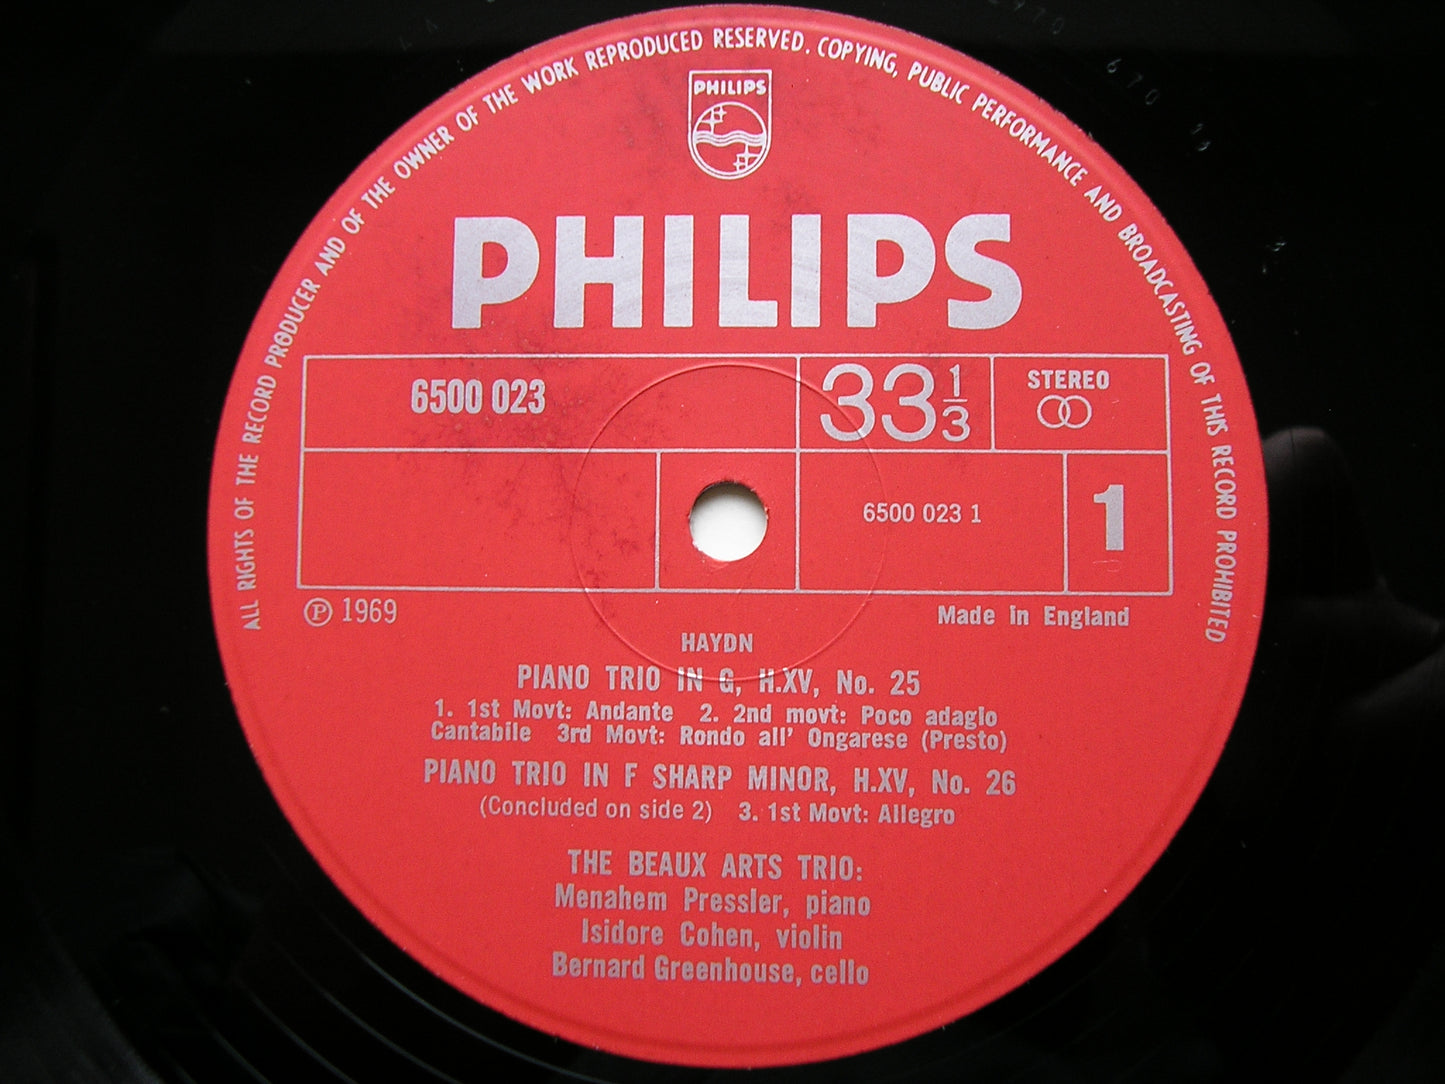 ALL RIGHTS OF THE RECORD PRODUCER AND OF THE OWNER OF THE WORK REPRODUCED RESERVED. COPYING, PUBLIC PERFORMANCE AND BROADCASTING OF THIS RECORD PROHIBITED
PHILIPS
PHILIPS
6500 023
33 1/3
STEREO
6500 023 1
1
Ⓟ 1969
Made in England
HAYDN
PIANO TRIO IN G, H.XV, No. 25
1. 1st Movt: Andante 2. 2nd movt: Poco adagio
Cantabile 3rd Movt: Rondo all' Ongarese (Presto)
PIANO TRIO IN F SHARP MINOR, H.XV, No. 26
(Concluded on side 2) 3. 1st Movt: Allegro
THE BEAUX ARTS TRIO:
Menahem Pressler, piano
Isidore Cohen, violin
Bernard Greenhouse, cello